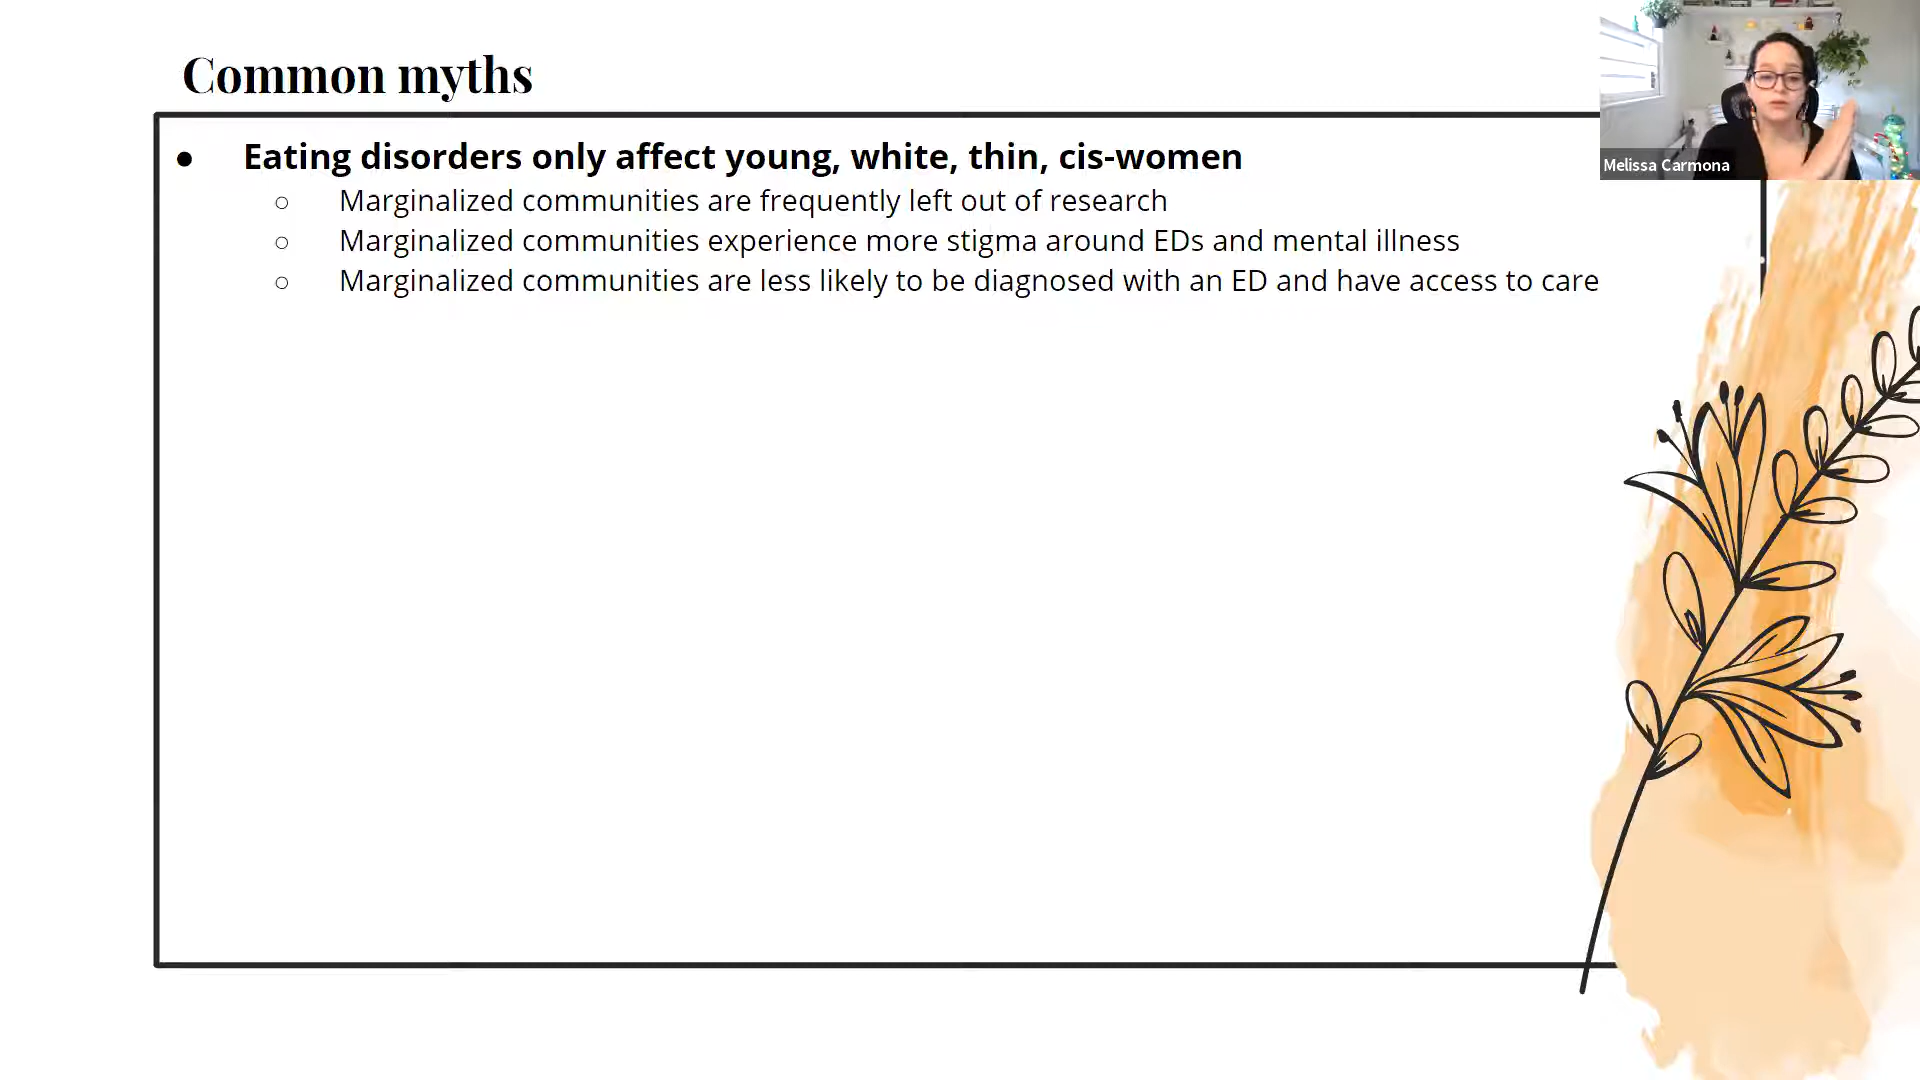 Common myths
Melissa Carmona
● Eating disorders only affect young, white, thin, cis-women
○ Marginalized communities are frequently left out of research
○ Marginalized communities experience more stigma around EDs and mental illness
○ Marginalized communities are less likely to be diagnosed with an ED and have access to care